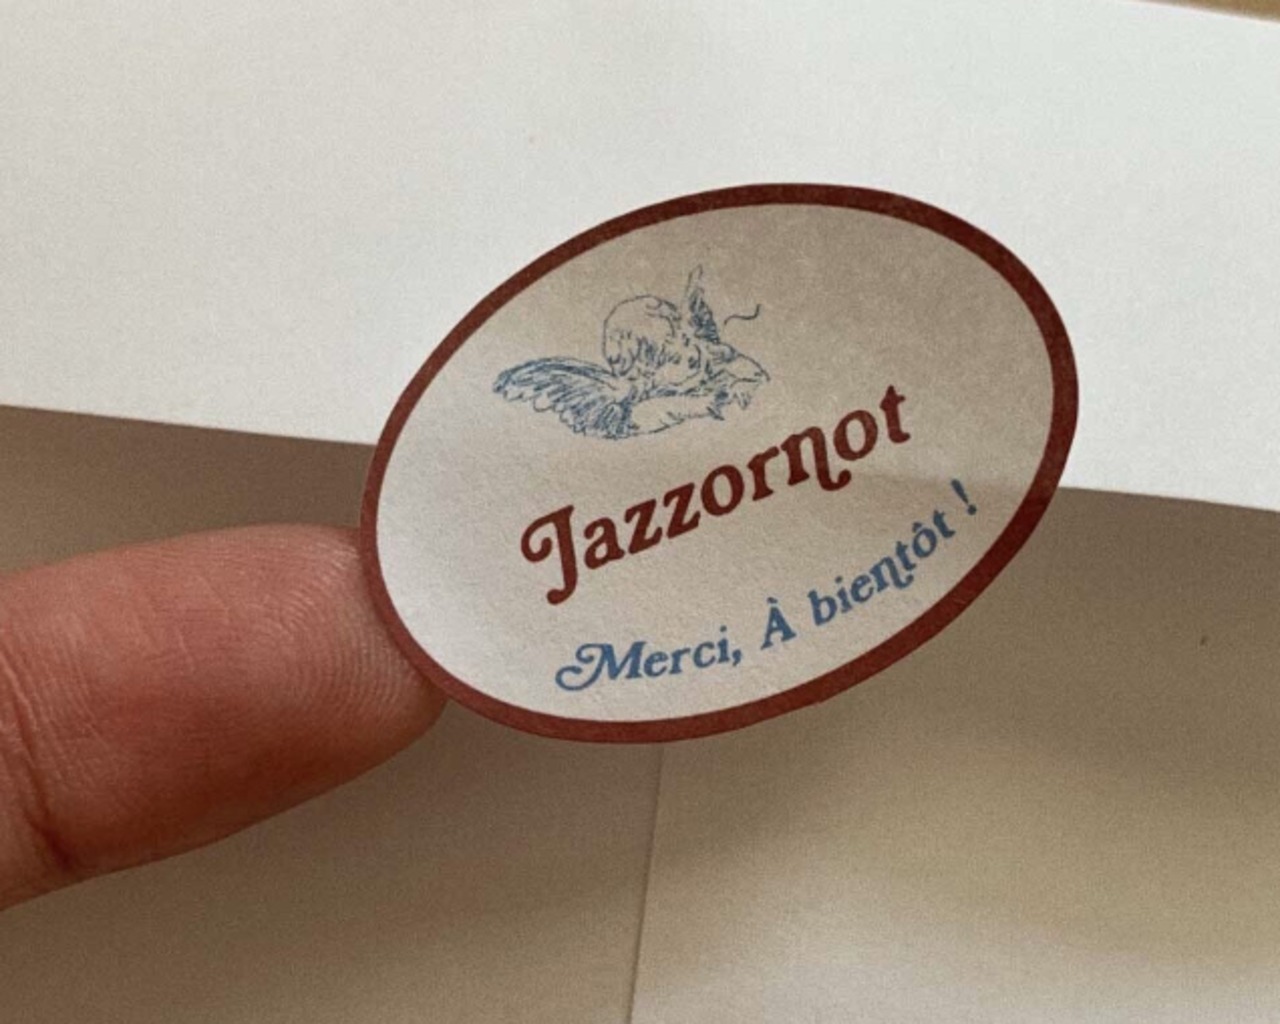 Jazzornot
Merci, À bientôt !